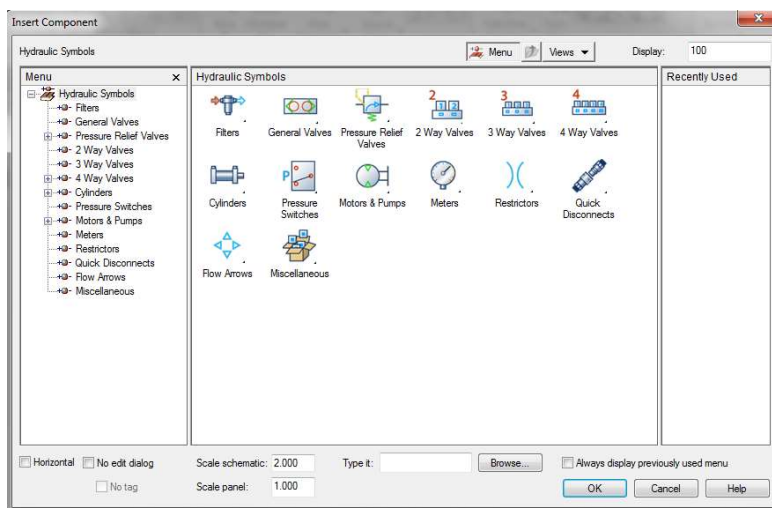 Insert Component
Hydraulic Symbols
Menu
Views
Display:
100
Menu
Hydraulic Symbols
Filters
General Valves
Pressure Relief Valves
2 Way Valves
3 Way Valves
4 Way Valves
Cylinders
Pressure Switches
Motors & Pumps
Meters
Restrictors
Quick Disconnects
Flow Arrows
Miscellaneous
Hydraulic Symbols
2
1 2
3
4
Filters
General Valves
Pressure Relief
Valves
2 Way Valves
3 Way Valves
4 Way Valves
P
Cylinders
Pressure
Switches
Motors & Pumps
Meters
Restrictors
Quick
Disconnects
Flow Arrows
Miscellaneous
Recently Used
Horizontal
No edit dialog
No tag
Scale schematic:
2.000
Scale panel:
1.000
Type it:
Browse...
Always display previously used menu
OK
Cancel
Help